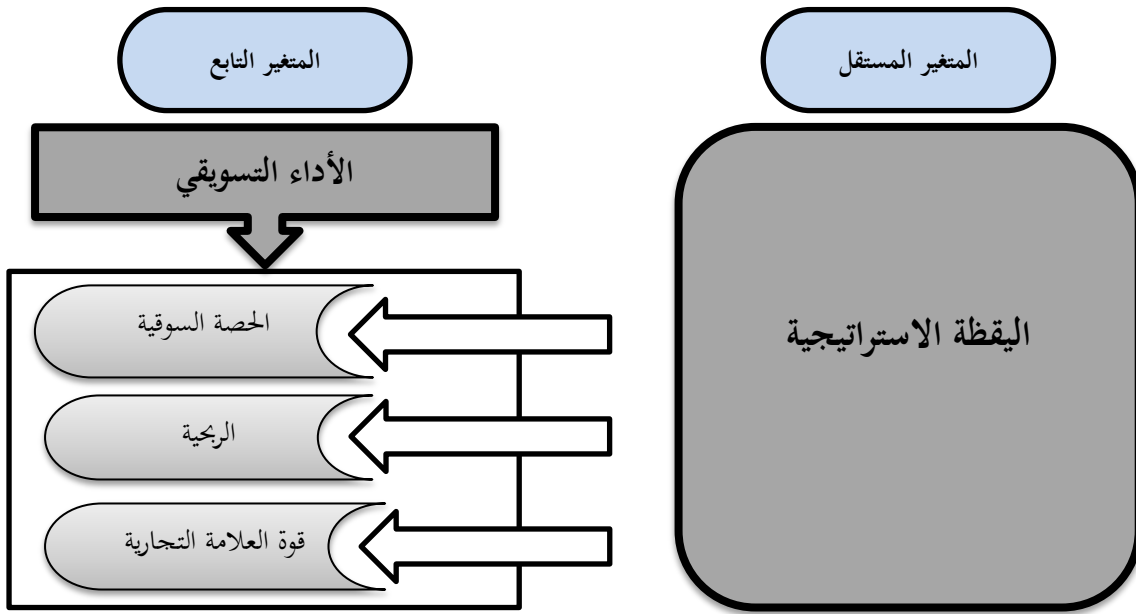 المتغير المستقل
المتغير التابع
اليقظة الاستراتيجية
الأداء التسويقي
الحصة السوقية
الربحية
قوة العلامة التجارية